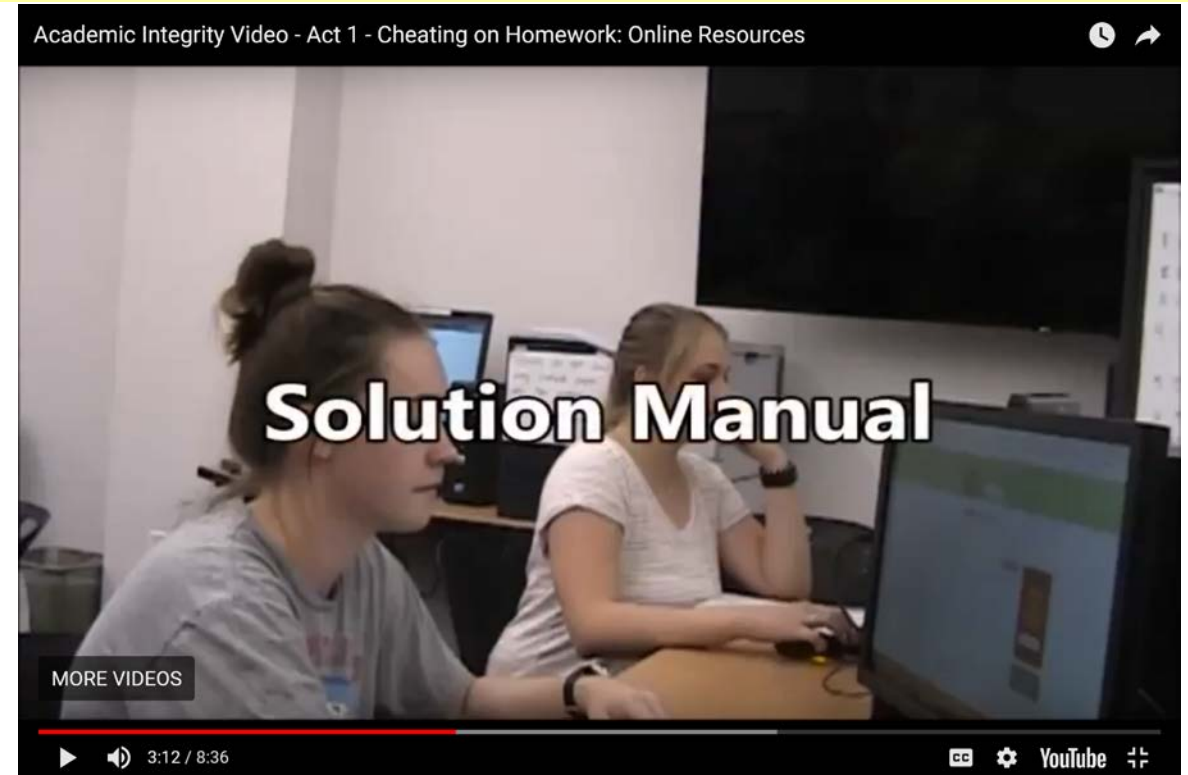 Academic Integrity Video - Act 1 - Cheating on Homework: Online Resources
Solution Manual
MORE VIDEOS
3:12 / 8:36
CC
YouTube